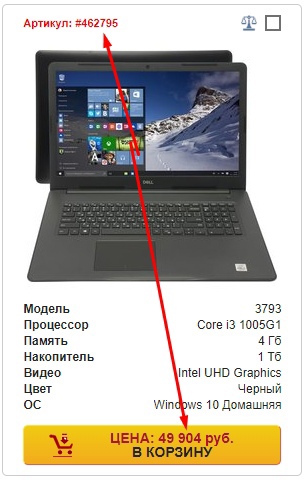 Артикул: #462795
DELL
Модель 3793
Процессор Core i3 1005G1
Память 4 Гб
Накопитель 1 Тб
Видео Intel UHD Graphics
Цвет Черный
ОС Windows 10 Домашняя
ЦЕНА: 49 904 руб.
В КОРЗИНУ